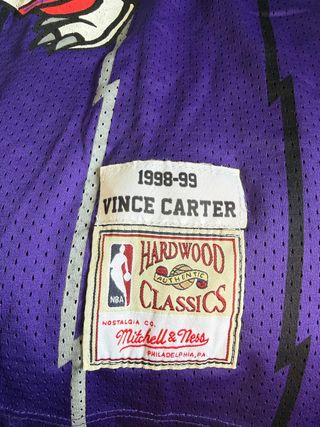 1998-99
VINCE CARTER
NBA
HARDWOOD
AUTHENTIC
CLASSICS
NOSTALGIA CO.
Mitchell & Ness
PHILADELPHIA, PA